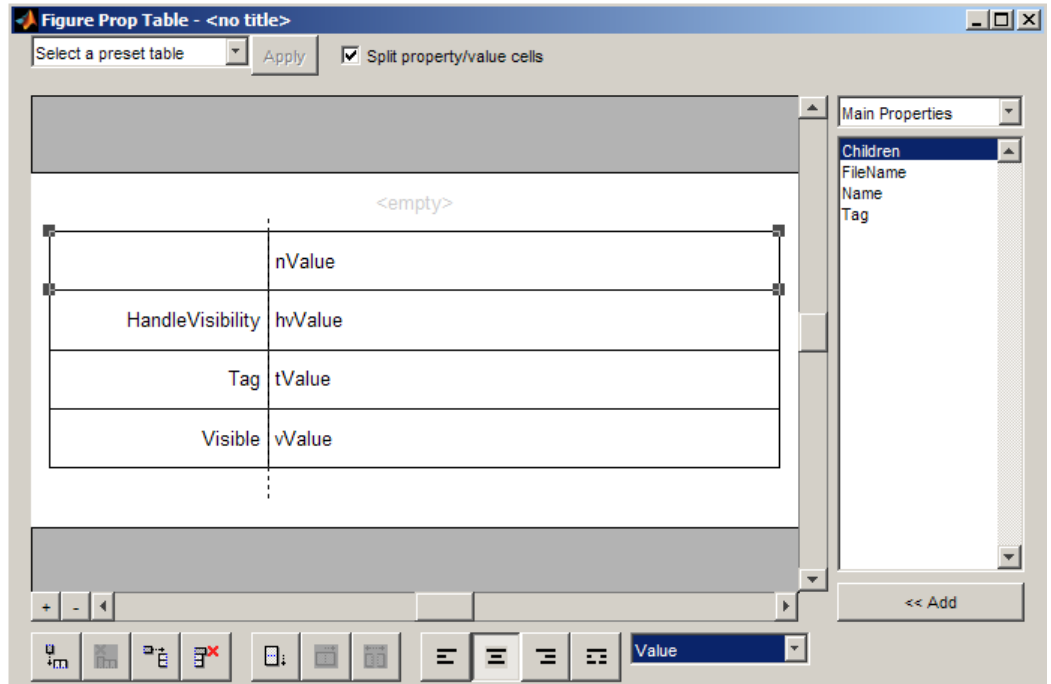 Figure Prop Table - <no title>
Select a preset table
Apply
Split property/value cells
Main Properties
Children
FileName
Name
Tag
<empty>
nValue
HandleVisibility hvValue
Tag tValue
Visible vValue
+ -
<< Add
Value